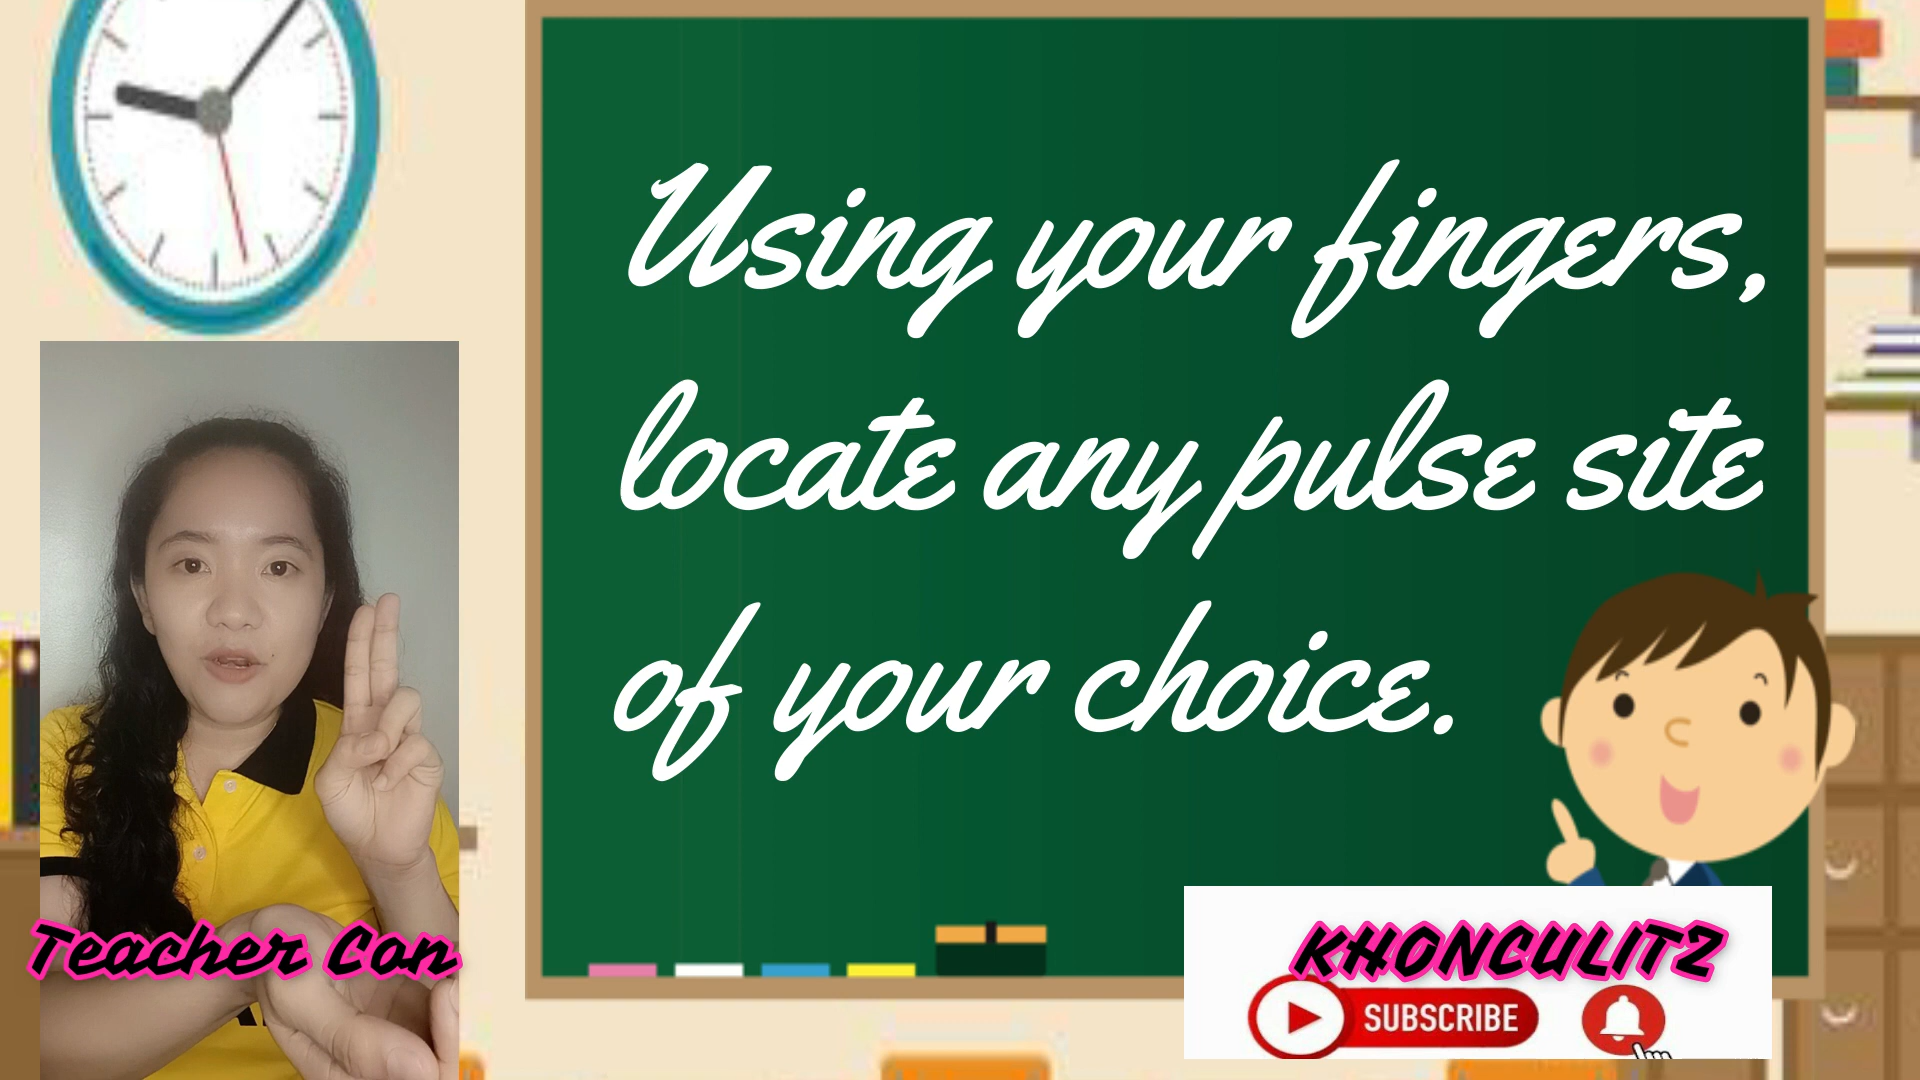 Using your fingers,
locate any pulse site
of your choice.
Teacher Con
KHONCULITZ
SUBSCRIBE